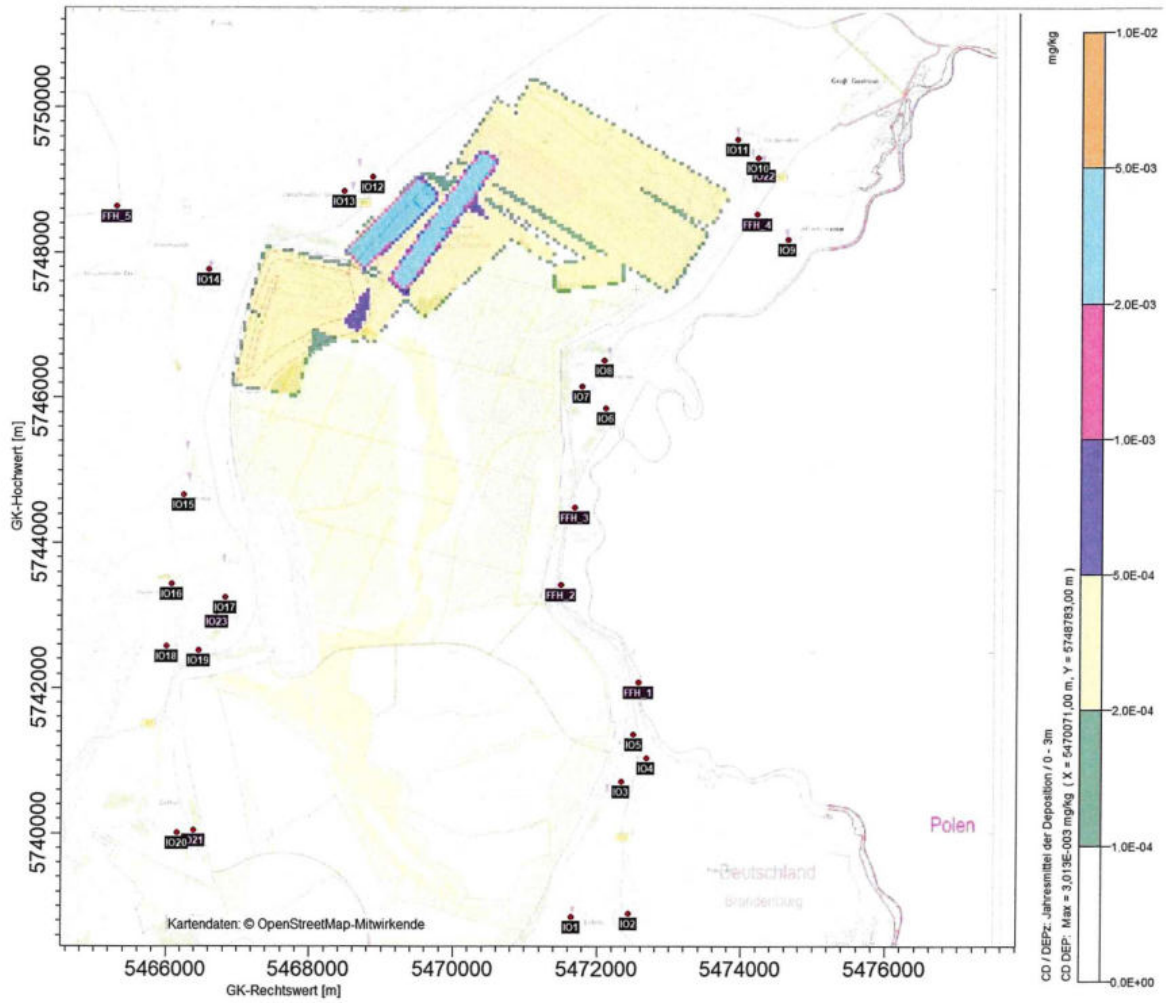 mg/kg
1.0E-02
5.0E-03
2.0E-03
1.0E-03
5.0E-04
2.0E-04
1.0E-04
0.0E+00
CD / DEPz: Jahresmittel der Deposition / 0 - 3m
CD DEP: Max = 3,013E-003 mg/kg ( X = 5470071,00 m, Y = 5748783,00 m )
GK-Hochwert [m]
5750000
5748000
5746000
5744000
5742000
5740000
IO11
IO10
IO22
IO12
IO13
FFH_5
FFH_4
IO9
IO14
IO8
IO7
IO6
IO15
FFH_3
IO16
FFH_2
IO17
IO23
IO18
IO19
FFH_1
IO5
IO4
IO3
IO20
IO21
Polen
Deutschland
Brandenburg
IO1
IO2
Kartendaten: © OpenStreetMap-Mitwirkende
5466000
5468000
5470000
5472000
5474000
5476000
GK-Rechtswert [m]